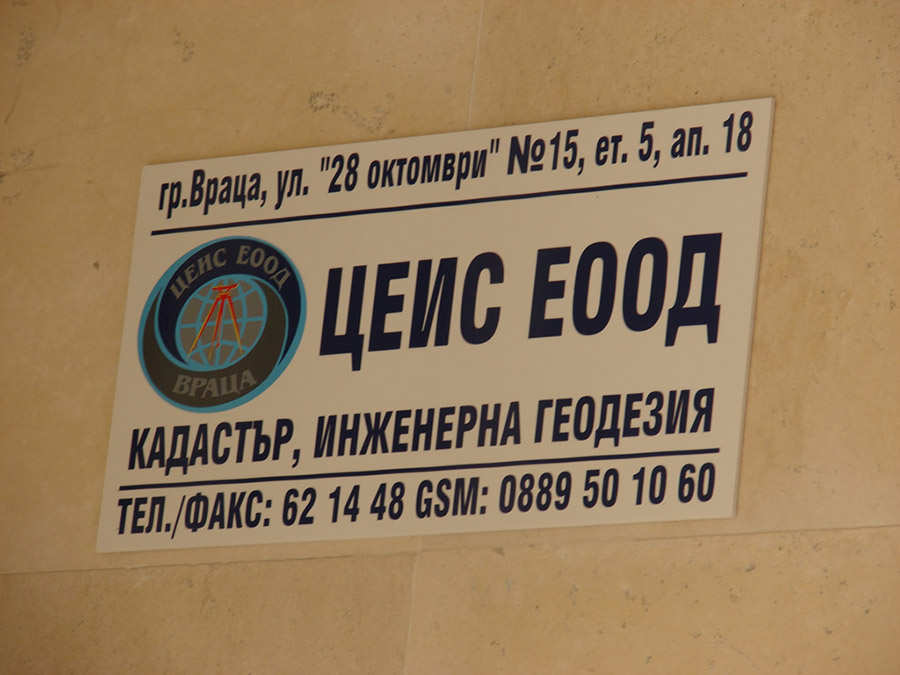 гр.Враца, ул. "28 октомври" №15, ет. 5, ап. 18
ЦЕИС ЕООД
ВРАЦА
ЦЕИС ЕООД
КАДАСТЪР, ИНЖЕНЕРНА ГЕОДЕЗИЯ
ТЕЛ./ФАКС: 62 14 48 GSM: 0889 50 10 60